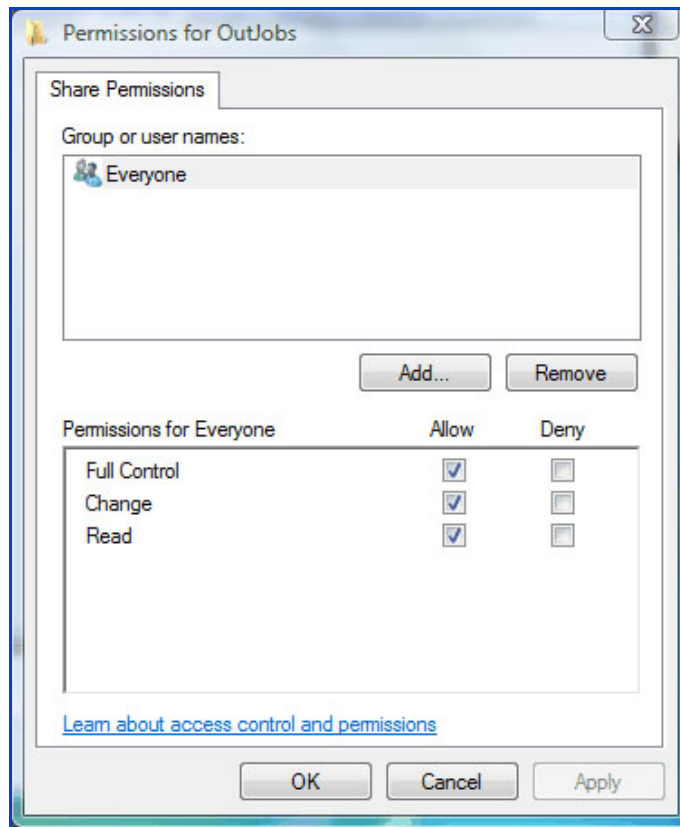 Permissions for OutJobs
Share Permissions
Group or user names:
Everyone
Add... Remove
Permissions for Everyone Allow Deny
Full Control
Change
Read
Learn about access control and permissions
OK Cancel Apply